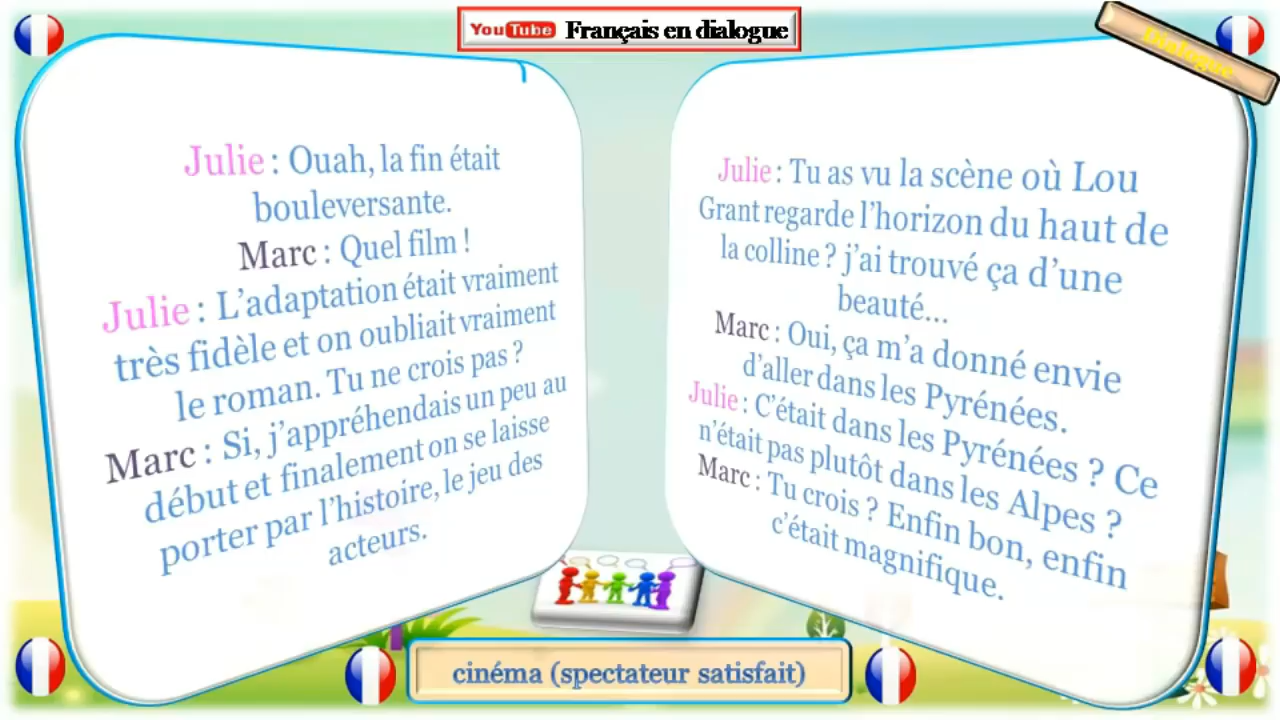 YouTube Français en dialogue
Dialogue
Julie : Ouah, la fin était
bouleversante.
Marc : Quel film !
Julie : L'adaptation était vraiment
très fidèle et on oubliait vraiment
le roman. Tu ne crois pas ?
Marc : Si, j'appréhendais un peu au
début et finalement on se laisse
porter par l'histoire, le jeu des
acteurs.
Julie : Tu as vu la scène où Lou
Grant regarde l'horizon du haut de
la colline ? j'ai trouvé ça d'une
beauté...
Marc : Oui, ça m'a donné envie
d'aller dans les Pyrénées.
Julie : C'était dans les Pyrénées ? Ce
n'était pas plutôt dans les Alpes ?
Marc : Tu crois ? Enfin bon, enfin
c'était magnifique.
cinéma (spectateur satisfait)